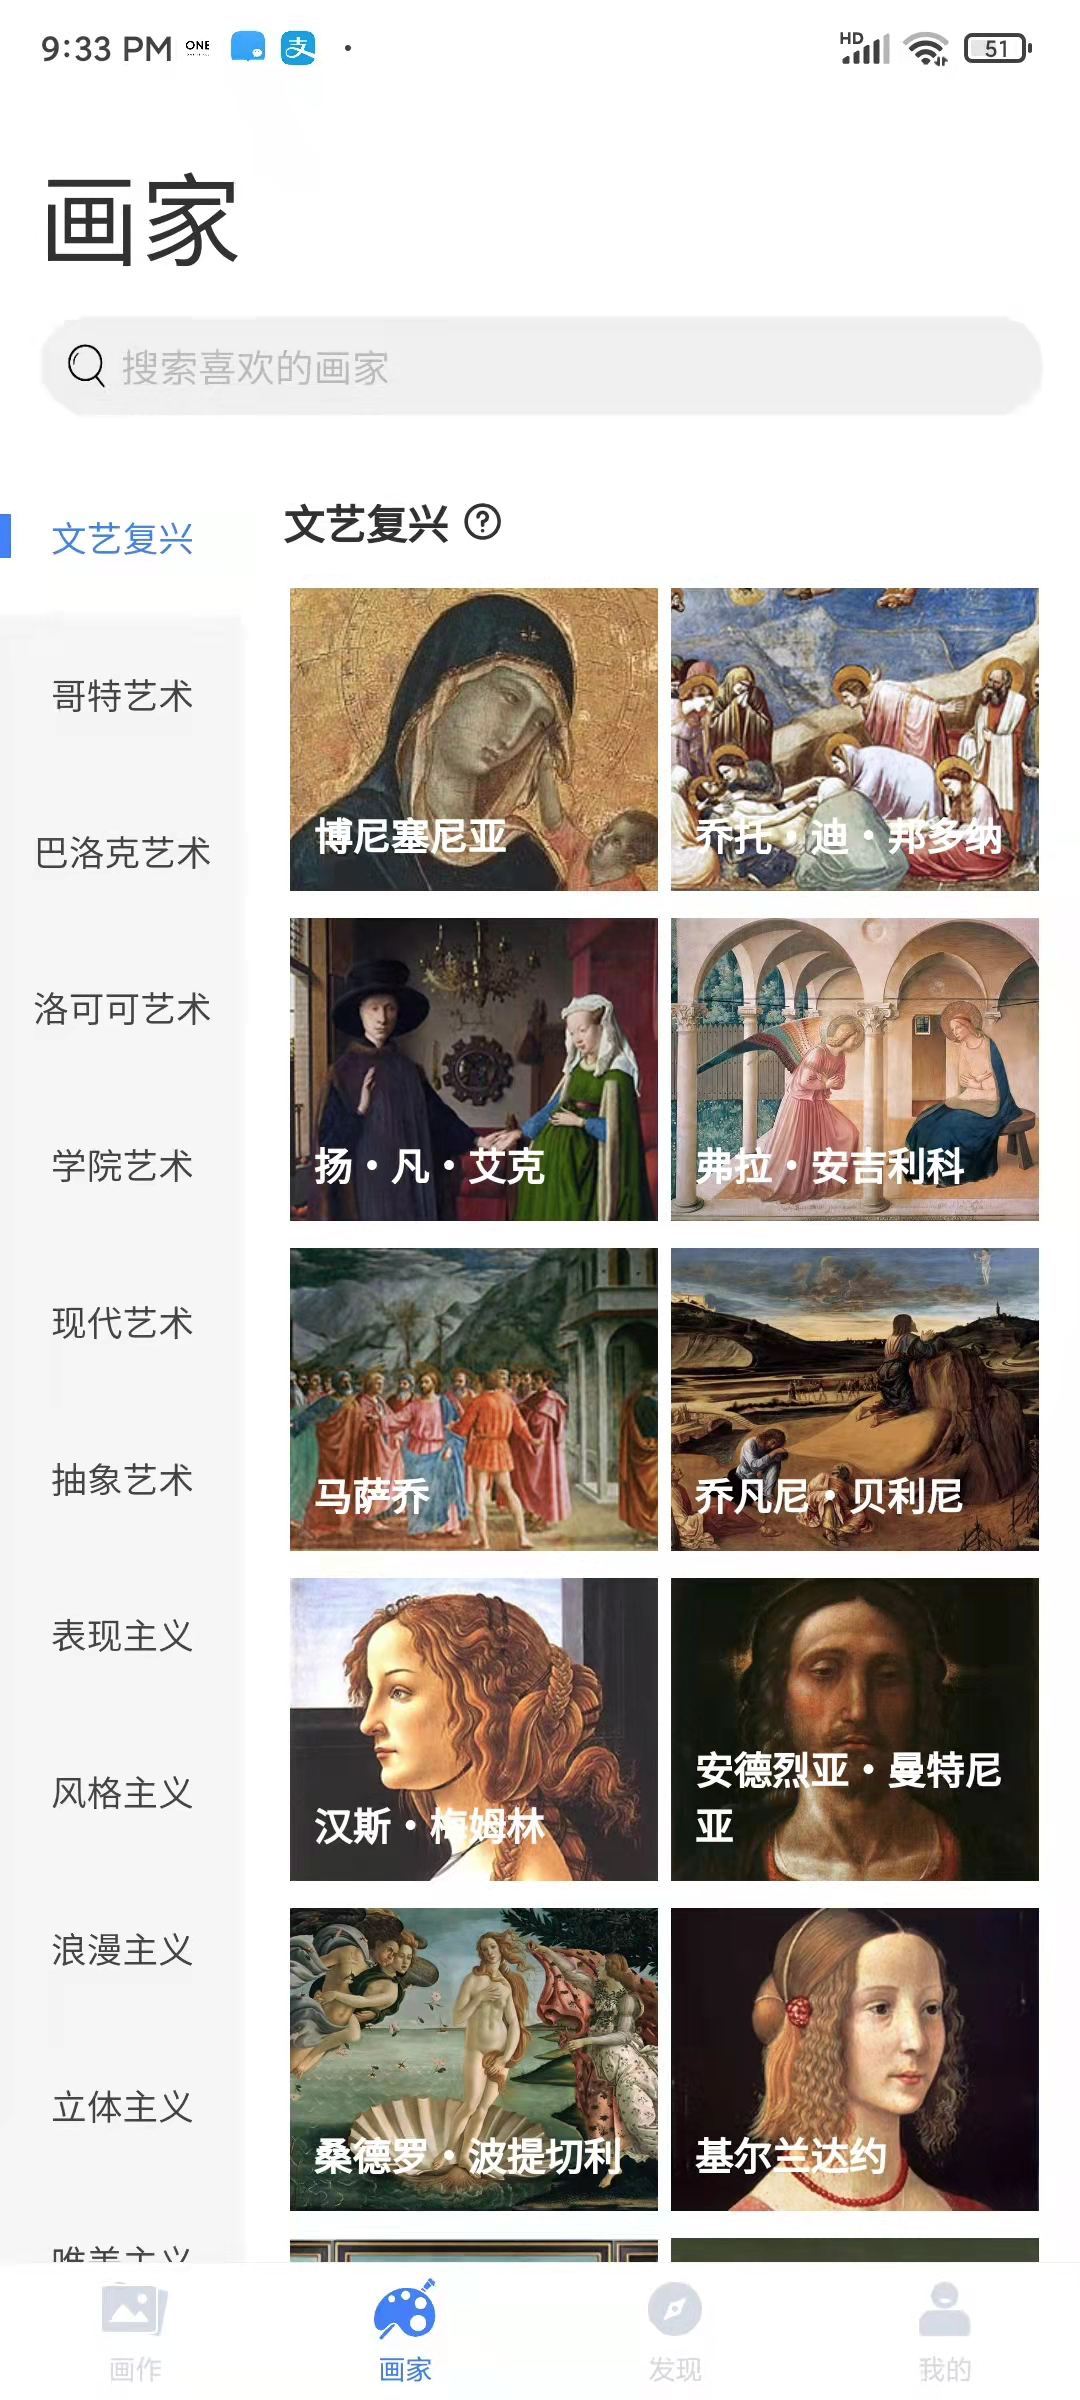 9:33 PM ONE 支 HD 51
画家
搜索喜欢的画家
文艺复兴
哥特艺术
巴洛克艺术
洛可可艺术
学院艺术
现代艺术
抽象艺术
表现主义
风格主义
浪漫主义
立体主义
唯美主义
文艺复兴 ?
博尼塞尼亚
乔托·迪·邦多纳
扬·凡·艾克
弗拉·安吉利科
马萨乔
乔凡尼·贝利尼
汉斯·梅姆林
安德烈亚·曼特尼
亚
桑德罗·波提切利
基尔兰达约
画作
画家
发现
我的